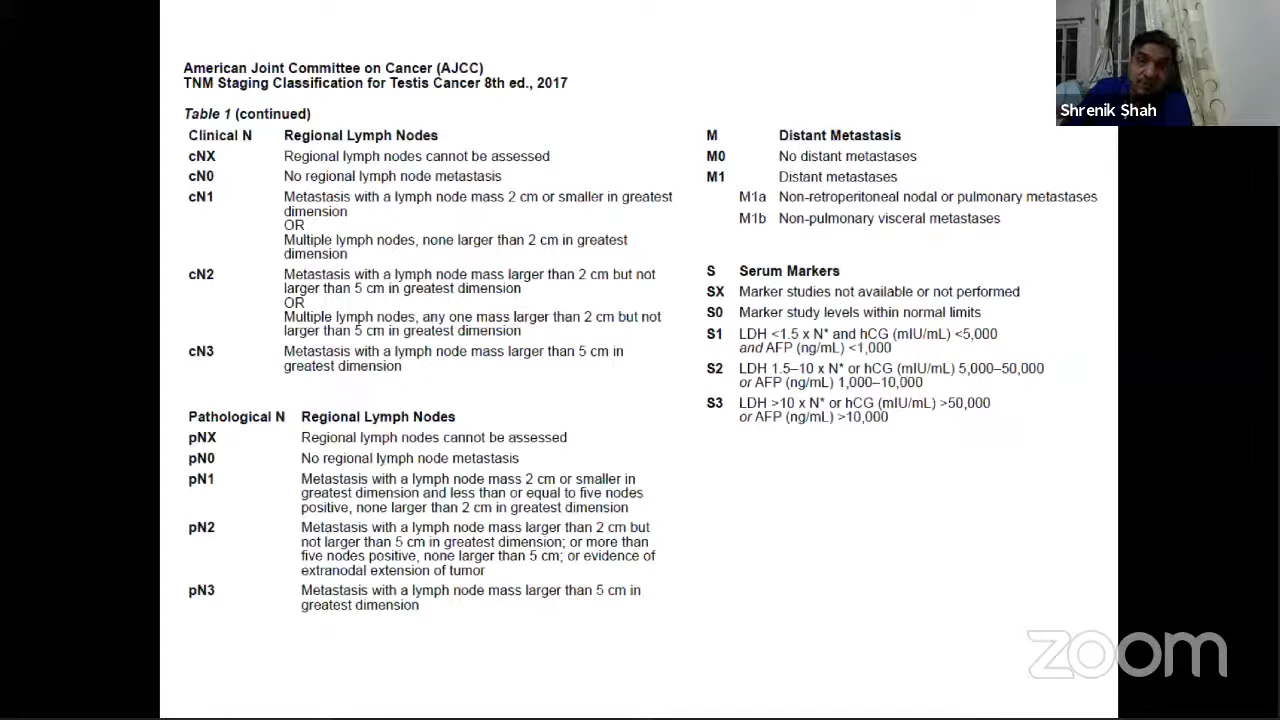 American Joint Committee on Cancer (AJCC)
TNM Staging Classification for Testis Cancer 8th ed., 2017
Table 1 (continued)
Clinical N Regional Lymph Nodes
cNX Regional lymph nodes cannot be assessed
cN0 No regional lymph node metastasis
cN1 Metastasis with a lymph node mass 2 cm or smaller in greatest
dimension
OR
Multiple lymph nodes, none larger than 2 cm in greatest
dimension
cN2 Metastasis with a lymph node mass larger than 2 cm but not
larger than 5 cm in greatest dimension
OR
Multiple lymph nodes, any one mass larger than 2 cm but not
larger than 5 cm in greatest dimension
cN3 Metastasis with a lymph node mass larger than 5 cm in
greatest dimension
Pathological N Regional Lymph Nodes
pNX Regional lymph nodes cannot be assessed
pN0 No regional lymph node metastasis
pN1 Metastasis with a lymph node mass 2 cm or smaller in
greatest dimension and less than or equal to five nodes
positive, none larger than 2 cm in greatest dimension
pN2 Metastasis with a lymph node mass larger than 2 cm but
not larger than 5 cm in greatest dimension; or more than
five nodes positive, none larger than 5 cm; or evidence of
extranodal extension of tumor
pN3 Metastasis with a lymph node mass larger than 5 cm in
greatest dimension
M Distant Metastasis
M0 No distant metastases
M1 Distant metastases
M1a Non-retroperitoneal nodal or pulmonary metastases
M1b Non-pulmonary visceral metastases
S Serum Markers
SX Marker studies not available or not performed
S0 Marker study levels within normal limits
S1 LDH <1.5 x N* and hCG (mIU/mL) <5,000
and AFP (ng/mL) <1,000
S2 LDH 1.5–10 x N* or hCG (mIU/mL) 5,000–50,000
or AFP (ng/mL) 1,000–10,000
S3 LDH >10 x N* or hCG (mIU/mL) >50,000
or AFP (ng/mL) >10,000
Shrenik Shah
zoom